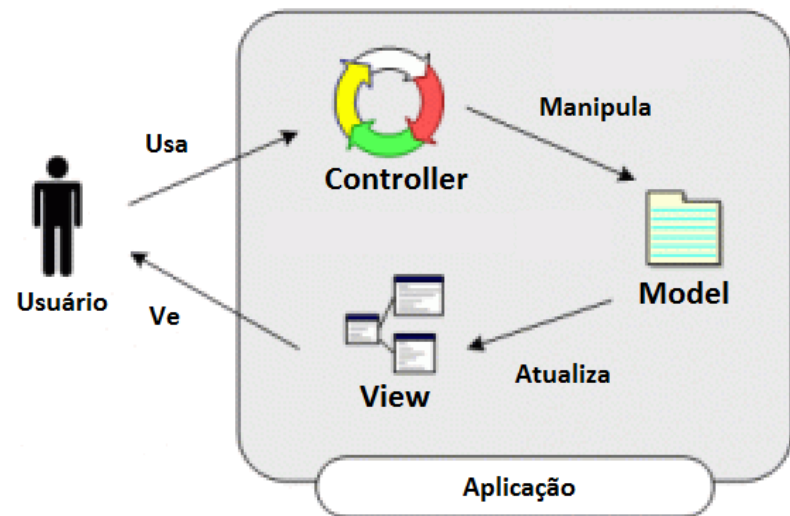 Usa
Manipula
Controller
Usuário
Ve
Model
Atualiza
View
Aplicação